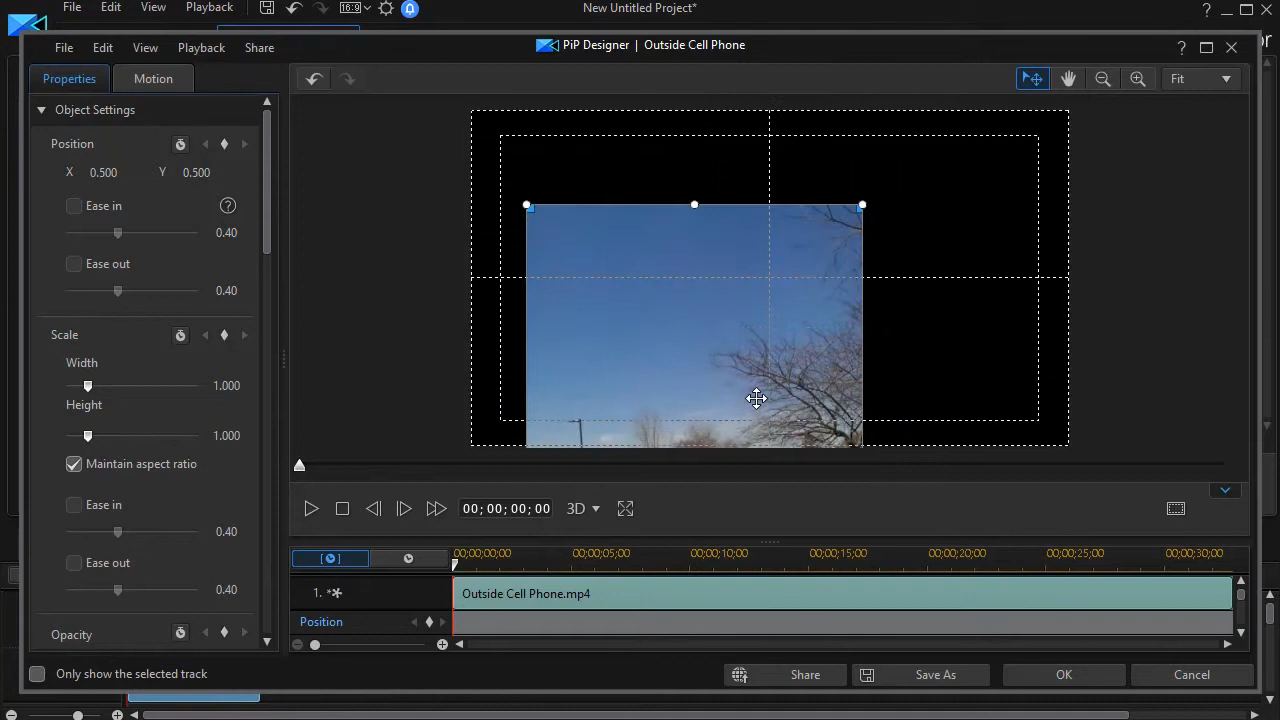 File Edit View Playback 16:9 New Untitled Project*
or
PiP Designer | Outside Cell Phone
File Edit View Playback Share
Properties Motion
Fit
Object Settings
Position
X 0.500 Y 0.500
Ease in
0.40
Ease out
0.40
Scale
Width
1.000
Height
1.000
Maintain aspect ratio
Ease in
0.40
Ease out
0.40
Opacity
00; 00; 00; 00 3D
00;00;00;00 00;00;05;00 00;00;10;00 00;00;15;00 00;00;20;00 00;00;25;00 00;00;30;00
1. Outside Cell Phone.mp4
Position
Only show the selected track
Share Save As OK Cancel